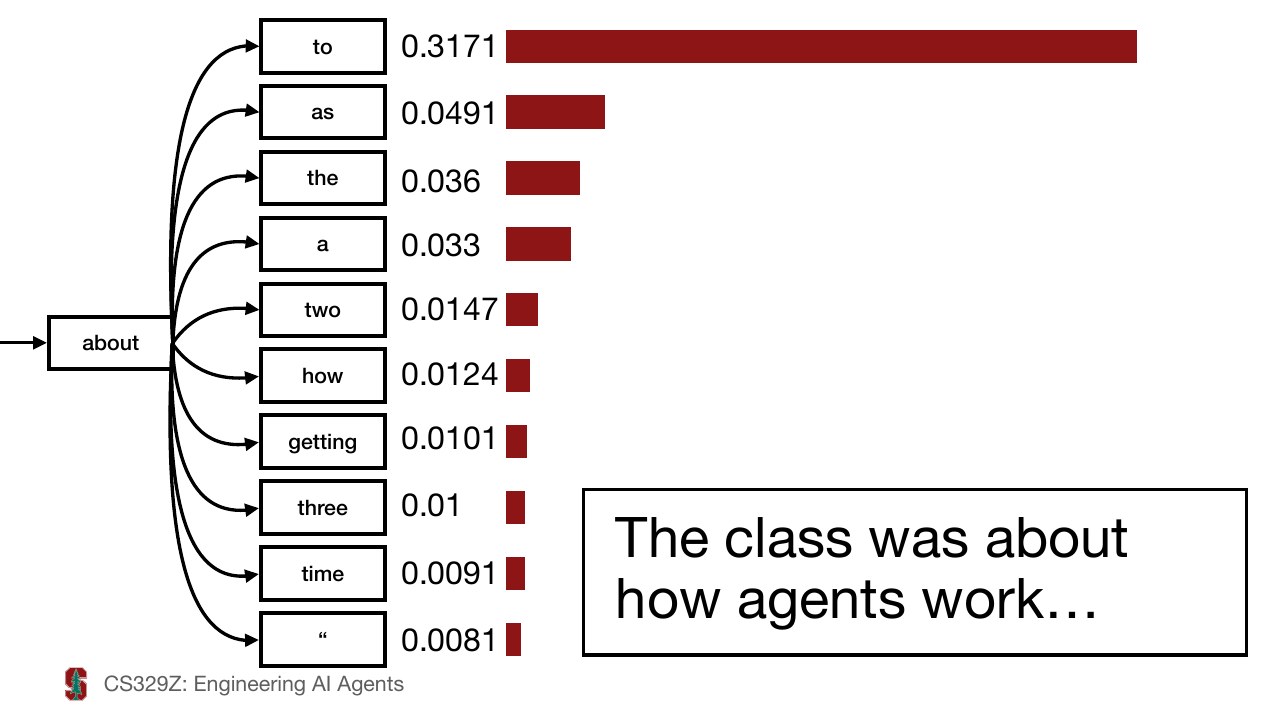 to 0.3171
as 0.0491
the 0.036
a 0.033
two 0.0147
about
how 0.0124
getting 0.0101
three 0.01
time 0.0091
“ 0.0081
The class was about
how agents work…
CS329Z: Engineering AI Agents